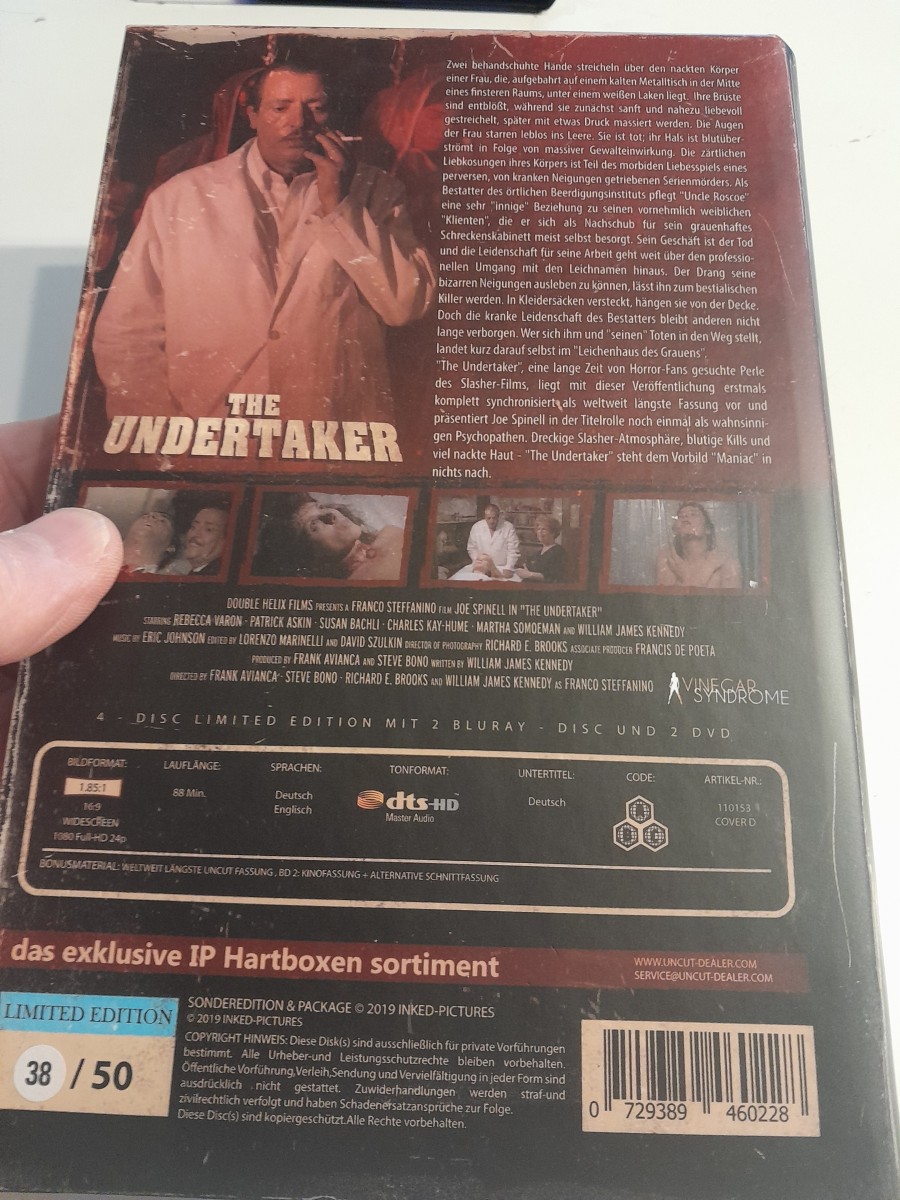 Zwei behandschuhte Hände streicheln über den nackten Körper
einer Frau, die, aufgebahrt auf einem kalten Metalltisch in der Mitte
eines finsteren Raums, unter einem weißen Laken liegt. Ihre Brüste
sind entblößt, während sie zunächst sanft und nahezu liebevoll
gestreichelt, später mit etwas Druck massiert werden. Die Augen
der Frau starren leblos ins Leere. Sie ist tot; ihr Hals ist blutüber-
strömt in Folge von massiver Gewalteinwirkung. Die zärtlichen
Liebkosungen ihres Körpers ist Teil des morbiden Liebesspiels eines
perversen, von kranken Neigungen getriebenen Serienmörders. Als
Bestatter des örtlichen Beerdigungsinstituts pflegt "Uncle Roscoe"
eine sehr "innige" Beziehung zu seinen vornehmlich weiblichen
"Klienten", die er sich als Nachschub für sein grauenhaftes
Schreckenskabinett meist selbst besorgt. Sein Geschäft ist der Tod
und die Leidenschaft für seine Arbeit geht weit über den professio-
nellen Umgang mit den Leichnamen hinaus. Der Drang seine
bizarren Neigungen ausleben zu können, lässt ihn zum bestialischen
Killer werden. In Kleidersäcken versteckt, hängen sie von der Decke.
Doch die kranke Leidenschaft des Bestatters bleibt anderen nicht
lange verborgen. Wer sich ihm und "seinen" Toten in den Weg stellt,
landet kurz darauf selbst im "Leichenhaus des Grauens".
"The Undertaker", eine lange Zeit von Horror-Fans gesuchte Perle
des Slasher-Films, liegt mit dieser Veröffentlichung erstmals
komplett synchronisiert als weltweit längste Fassung vor und
präsentiert Joe Spinell in der Titelrolle noch einmal als wahnsinni-
gen Psychopathen. Dreckige Slasher-Atmosphäre, blutige Kills und
viel nackte Haut - "The Undertaker" steht dem Vorbild "Maniac" in
nichts nach.
THE
UNDERTAKER
DOUBLE HELIX FILMS PRESENTS A FRANCO STEFFANINO FILM JOE SPINELL IN "THE UNDERTAKER"
STARRING REBECCA VARON · PATRICK ASKIN · SUSAN BACHLI · CHARLES KAY-HUME · MARTHA SOMOEMAN AND WILLIAM JAMES KENNEDY
MUSIC BY ERIC JOHNSON EDITED BY LORENZO MARINELLI AND DAVID SZULKIN DIRECTOR OF PHOTOGRAPHY RICHARD E. BROOKS ASSOCIATE PRODUCER FRANCIS DE POETA
PRODUCED BY FRANK AVIANCA AND STEVE BONO WRITTEN BY WILLIAM JAMES KENNEDY
DIRECTED BY FRANK AVIANCA · STEVE BONO · RICHARD E. BROOKS AND WILLIAM JAMES KENNEDY AS FRANCO STEFFANINO
VINEGAR
SYNDROME
4 - DISC LIMITED EDITION MIT 2 BLURAY - DISC UND 2 DVD
BILDFORMAT: LAUFLÄNGE: SPRACHEN: TONFORMAT: UNTERTITEL: CODE: ARTIKEL-NR.:
1.85:1 88 Min. Deutsch dts-HD Deutsch 110153
16:9 Englisch Master Audio COVER D
WIDESCREEN
1080 Full-HD 24p
BONUSMATERIAL: WELTWEIT LÄNGSTE UNCUT FASSUNG, BD 2: KINOFASSUNG + ALTERNATIVE SCHNITTFASSUNG
das exklusive IP Hartboxen sortiment
WWW.UNCUT-DEALER.COM
SERVICE@UNCUT-DEALER.COM
LIMITED EDITION
38 / 50
SONDEREDITION & PACKAGE © 2019 INKED-PICTURES
© 2019 INKED-PICTURES
COPYRIGHT HINWEIS: Diese Disk(s) sind ausschließlich für private Vorführungen
bestimmt. Alle Urheber-und Leistungsschutzrechte bleiben vorbehalten.
Öffentliche Vorführung,Verleih,Sendung und Vervielfältigung in jeder Form sind
ausdrücklich nicht gestattet. Zuwiderhandlungen werden straf-und
zivilrechtlich verfolgt und haben Schadenersatzansprüche zur Folge.
Diese Disc(s) sind kopiergeschützt.Alle Rechte vorbehalten.
0 729389 460228